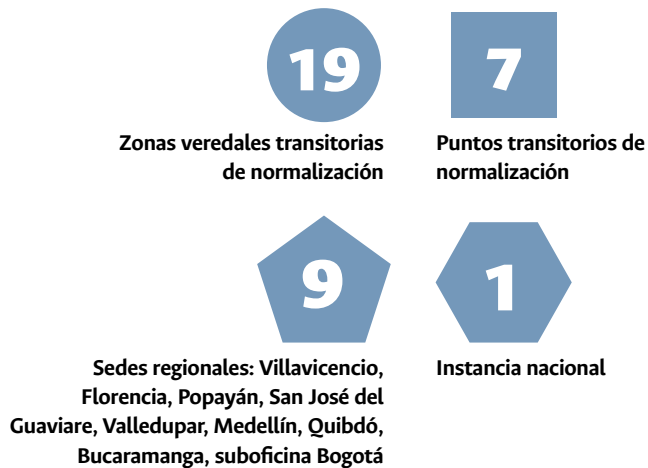 19
Zonas veredales transitorias
de normalización
7
Puntos transitorios de
normalización
9
Sedes regionales: Villavicencio,
Florencia, Popayán, San José del
Guaviare, Valledupar, Medellín, Quibdó,
Bucaramanga, suboficina Bogotá
1
Instancia nacional